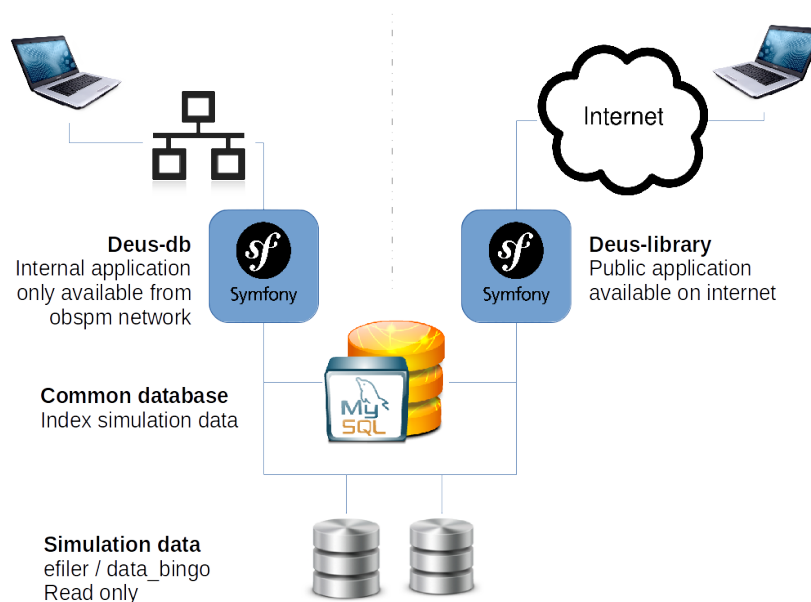 Internet
Deus-db
Internal application
only available from
obspm network
sf
Symfony
sf
Symfony
Deus-library
Public application
available on internet
Common database
Index simulation data
My
SQL
Simulation data
efiler / data_bingo
Read only